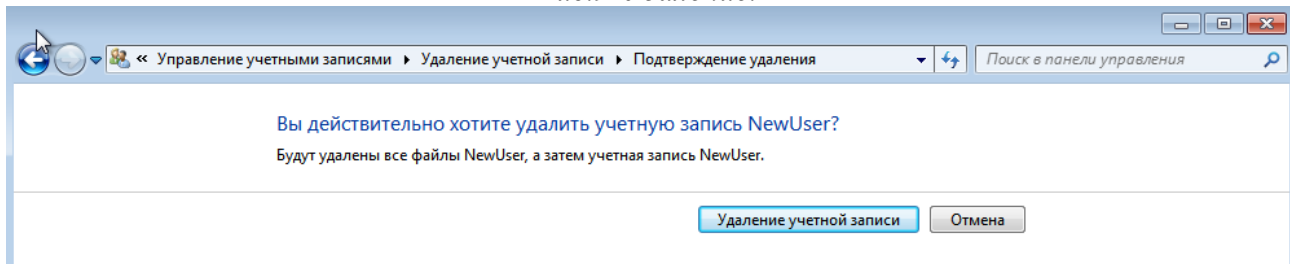 « Управление учетными записями ▸ Удаление учетной записи ▸ Подтверждение удаления
Поиск в панели управления
Вы действительно хотите удалить учетную запись NewUser?
Будут удалены все файлы NewUser, а затем учетная запись NewUser.
Удаление учетной записи
Отмена